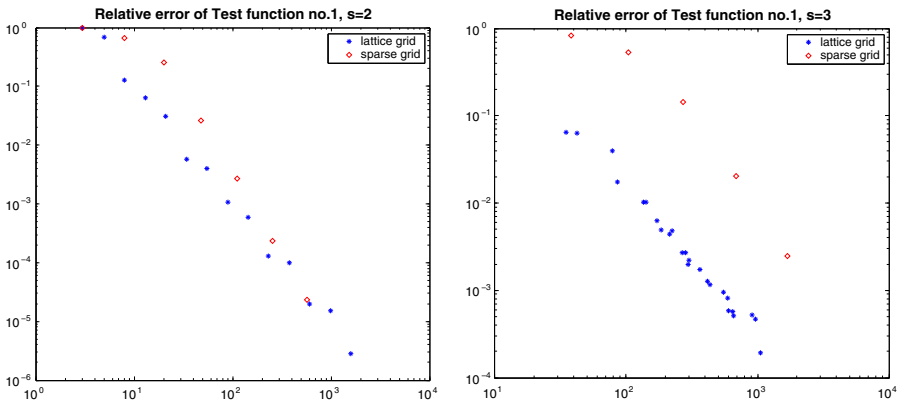 Relative error of Test function no.1, s=2
lattice grid
sparse grid
10^0
10^-1
10^-2
10^-3
10^-4
10^-5
10^-6
10^0 10^1 10^2 10^3 10^4
Relative error of Test function no.1, s=3
lattice grid
sparse grid
10^0
10^-1
10^-2
10^-3
10^-4
10^1 10^2 10^3 10^4